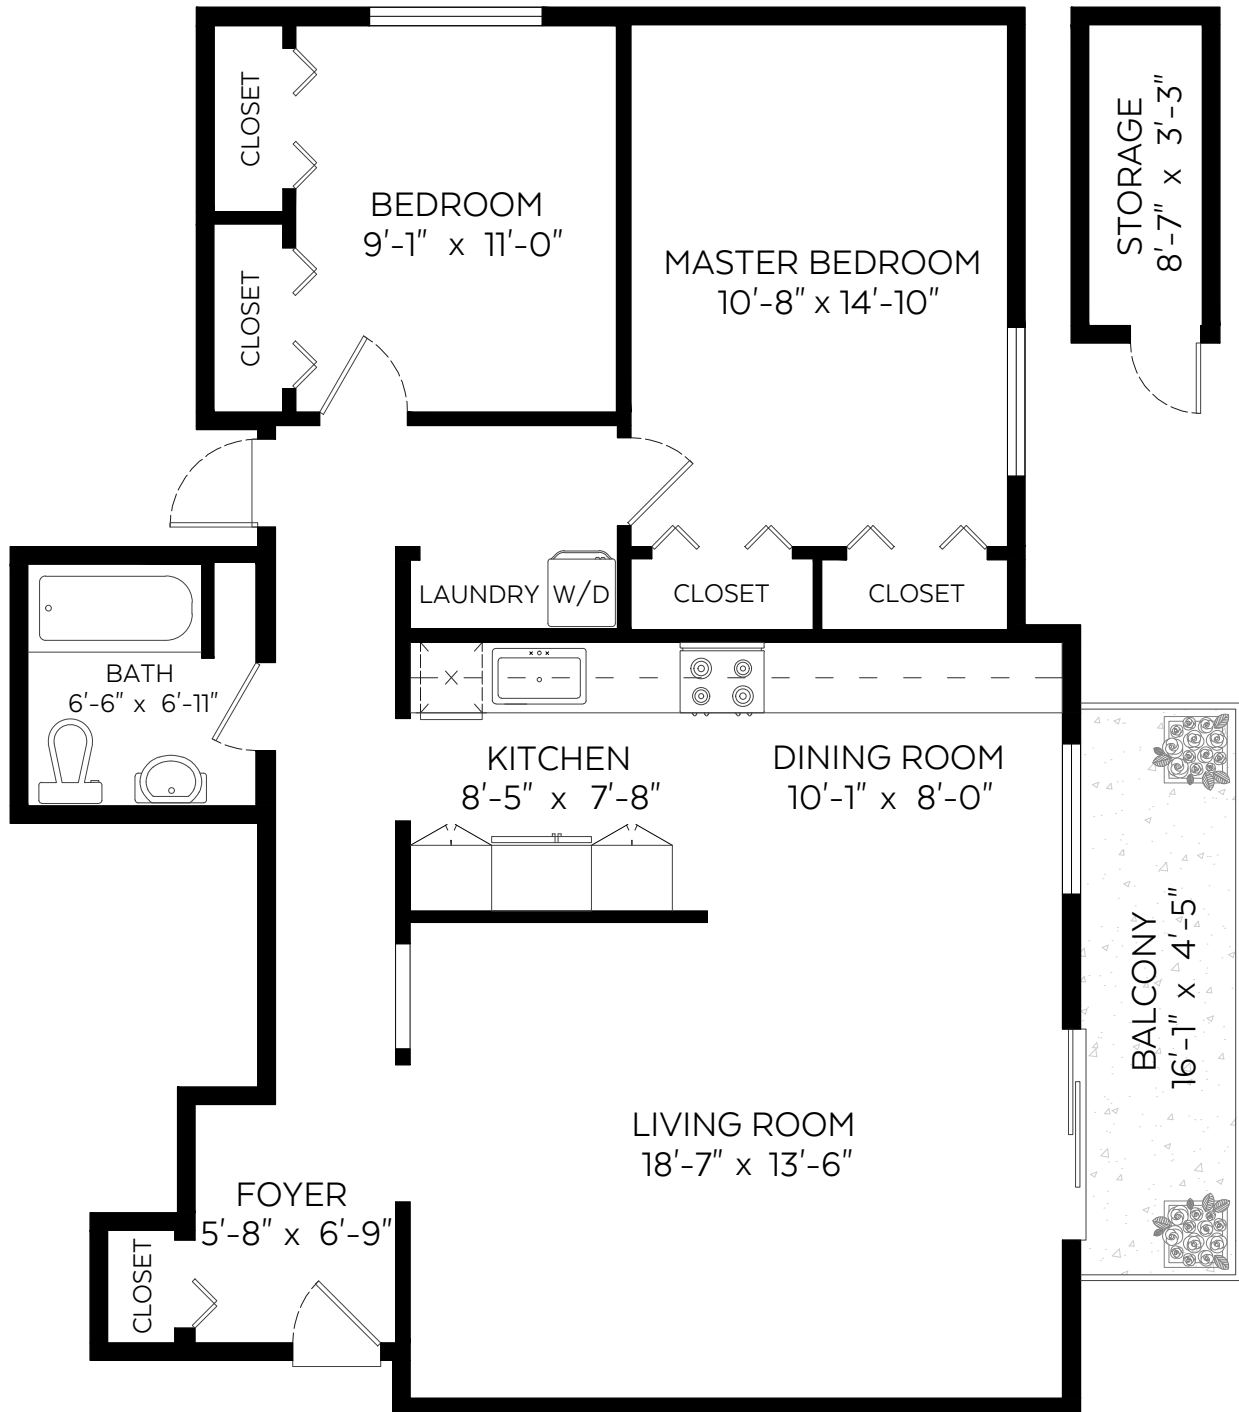 CLOSET
CLOSET
BEDROOM
9'-1" x 11'-0"
MASTER BEDROOM
10'-8" x 14'-10"
STORAGE
8'-7" x 3'-3"
LAUNDRY
W/D
CLOSET
CLOSET
BATH
6'-6" x 6'-11"
KITCHEN
8'-5" x 7'-8"
DINING ROOM
10'-1" x 8'-0"
BALCONY
16'-1" x 4'-5"
LIVING ROOM
18'-7" x 13'-6"
FOYER
5'-8" x 6'-9"
CLOSET